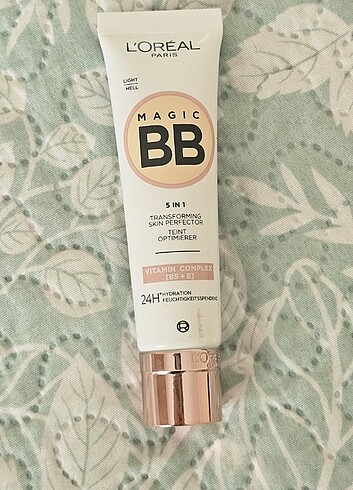 L'ORÉAL
PARIS
LIGHT
HELL
MAGIC
BB
5 IN 1
TRANSFORMING
SKIN PERFECTOR
TEINT
OPTIMIERER
VITAMIN COMPLEX
[B5 + E]
24H* HYDRATION
FEUCHTIGKEITSSPENDEND
L'ORÉAL